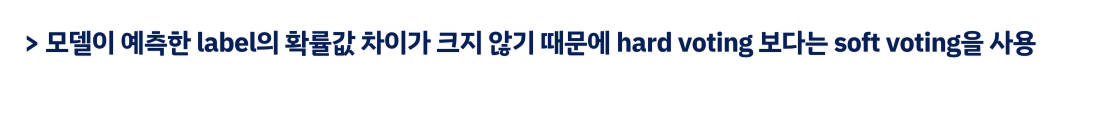 > 모델이 예측한 label의 확률값 차이가 크지 않기 때문에 hard voting 보다는 soft voting을 사용